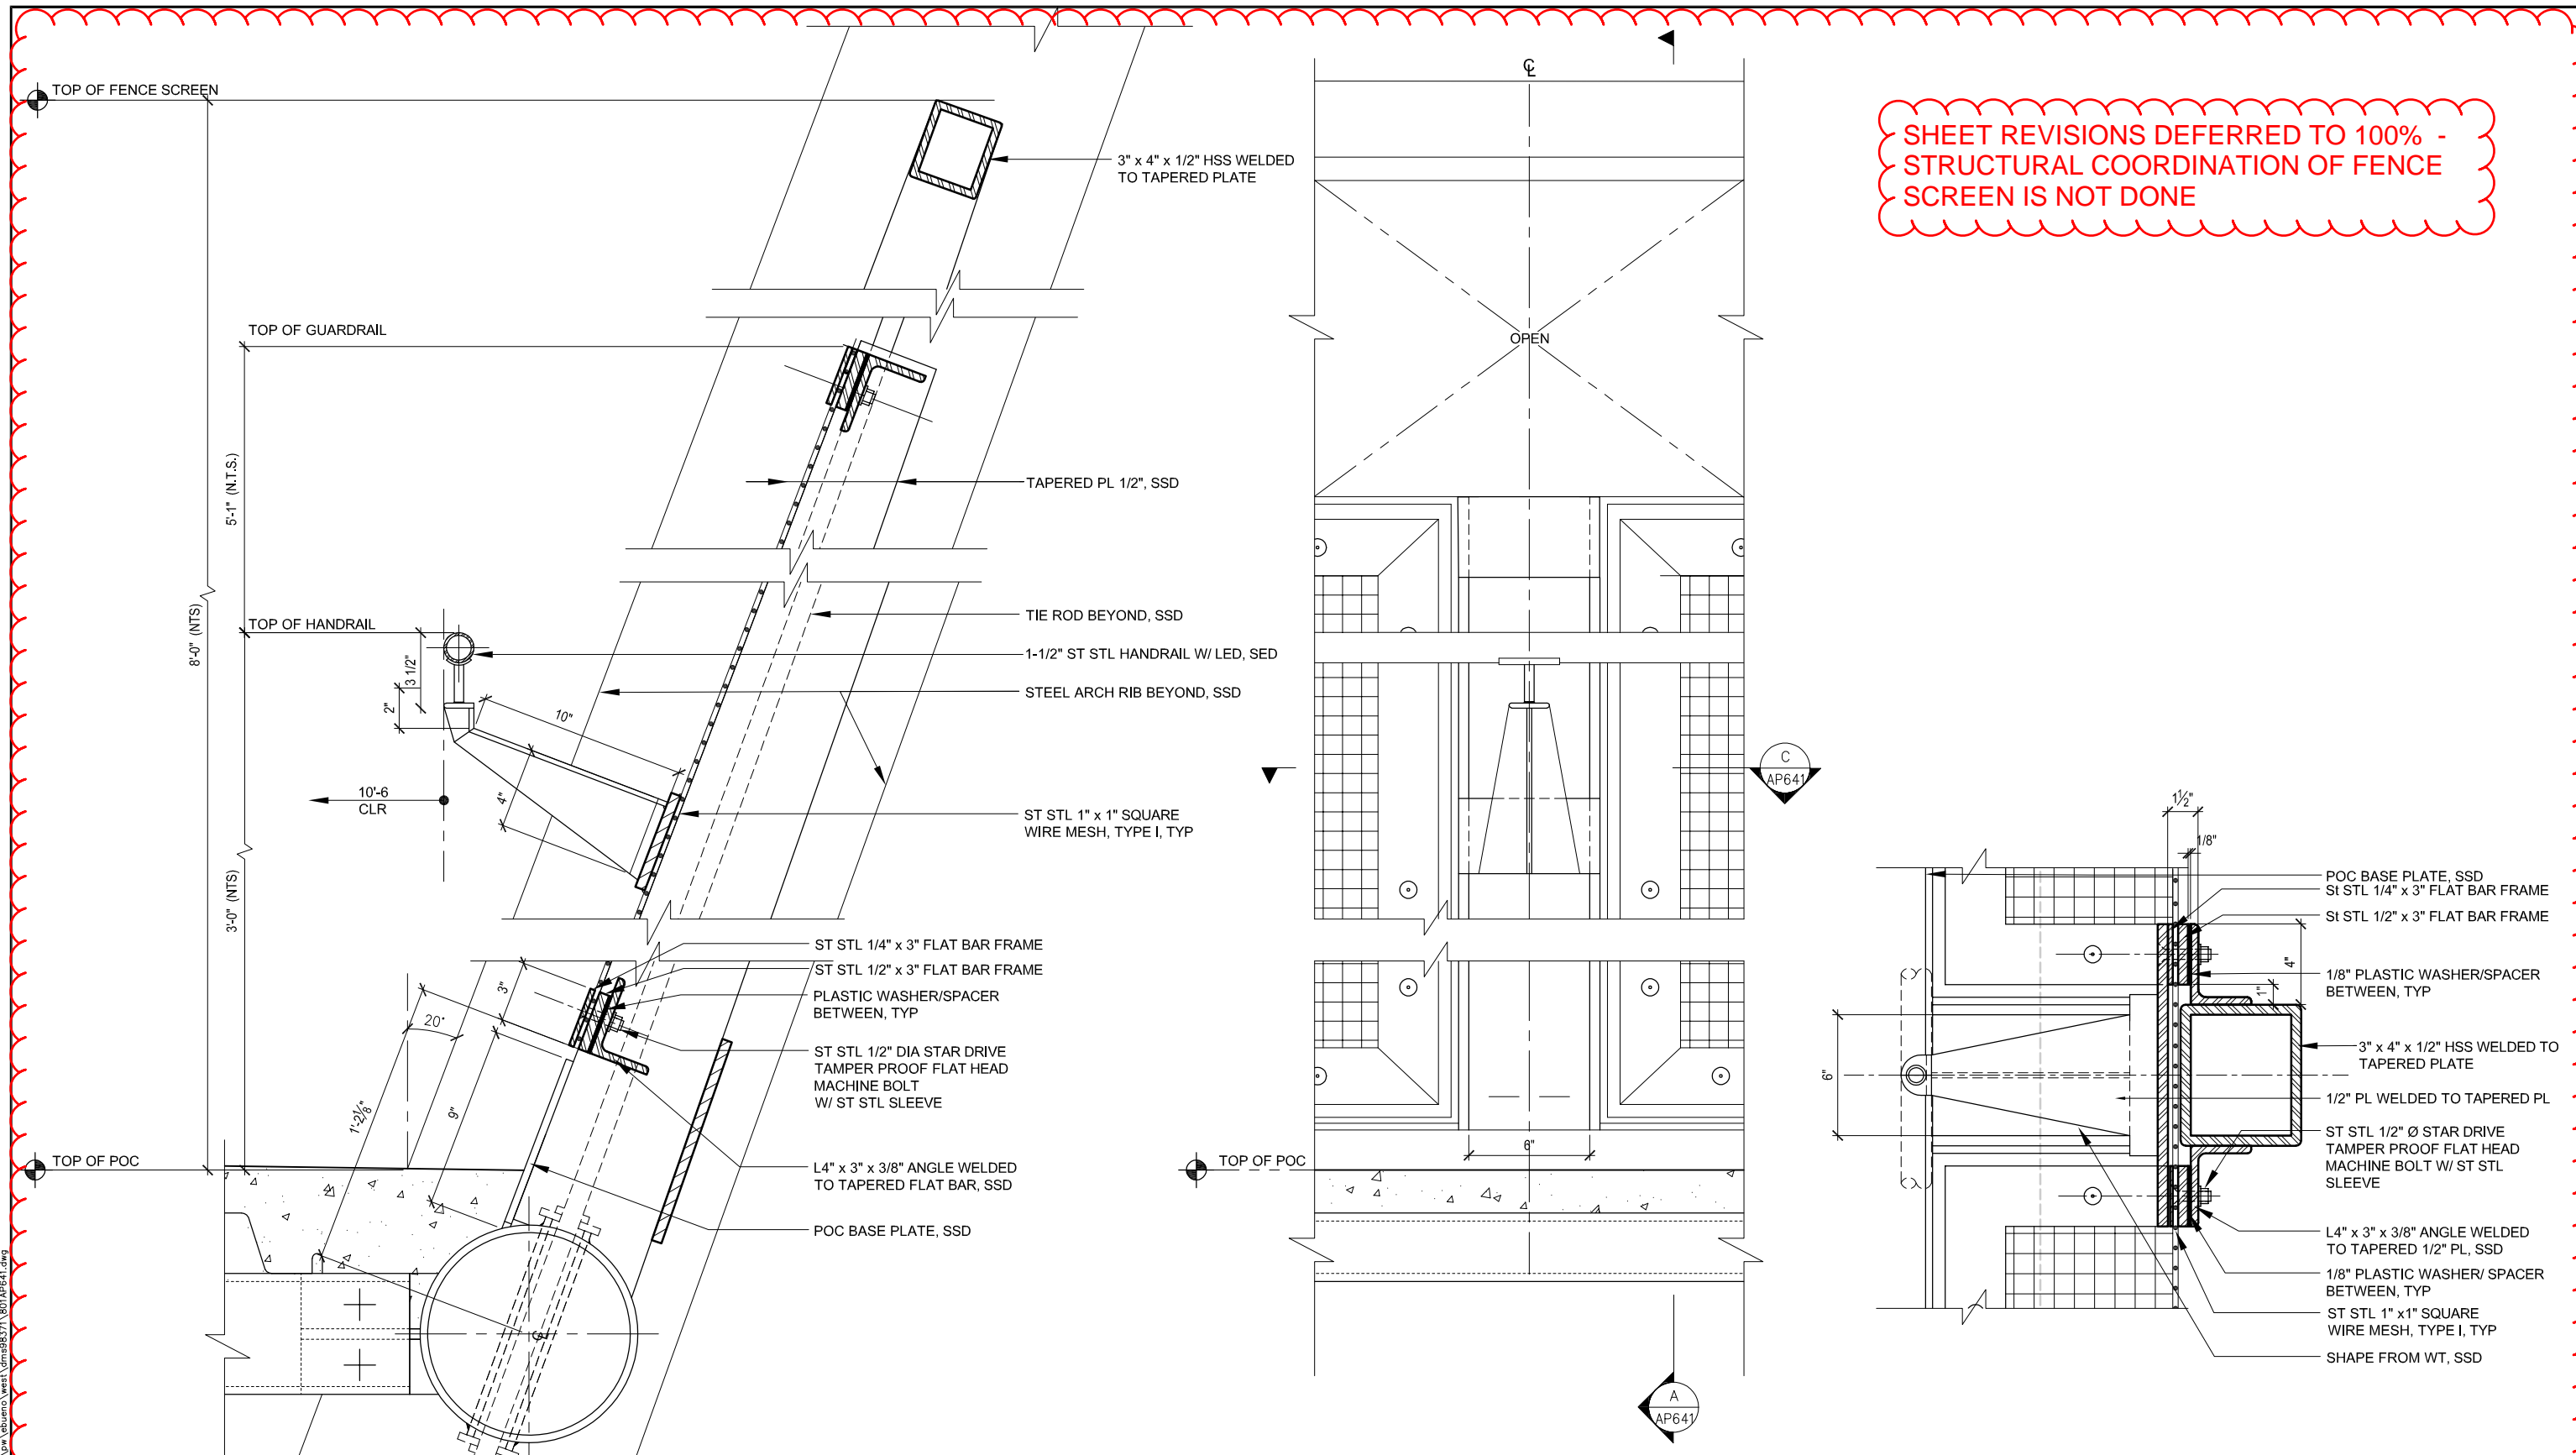 TOP OF FENCE SCREEN
3" x 4" x 1/2" HSS WELDED
TO TAPERED PLATE
TOP OF GUARDRAIL
5'-1" (N.T.S.)
8'-0" (NTS)
TAPERED PL 1/2", SSD
TIE ROD BEYOND, SSD
TOP OF HANDRAIL
1-1/2" ST STL HANDRAIL W/ LED, SED
3 1/2"
2"
STEEL ARCH RIB BEYOND, SSD
10"
4"
10'-6
CLR
ST STL 1" x 1" SQUARE
WIRE MESH, TYPE I, TYP
3'-0" (NTS)
ST STL 1/4" x 3" FLAT BAR FRAME
ST STL 1/2" x 3" FLAT BAR FRAME
PLASTIC WASHER/SPACER
BETWEEN, TYP
3"
20°
9"
1'-2 1/8"
ST STL 1/2" DIA STAR DRIVE
TAMPER PROOF FLAT HEAD
MACHINE BOLT
W/ ST STL SLEEVE
TOP OF POC
L4" x 3" x 3/8" ANGLE WELDED
TO TAPERED FLAT BAR, SSD
POC BASE PLATE, SSD
℄
℄
OPEN
C
AP641
6"
TOP OF POC
A
AP641
SHEET REVISIONS DEFERRED TO 100% -
STRUCTURAL COORDINATION OF FENCE
SCREEN IS NOT DONE
1½"
1/8"
POC BASE PLATE, SSD
St STL 1/4" x 3" FLAT BAR FRAME
St STL 1/2" x 3" FLAT BAR FRAME
4"
1"
1/8" PLASTIC WASHER/SPACER
BETWEEN, TYP
6"
3" x 4" x 1/2" HSS WELDED TO
TAPERED PLATE
1/2" PL WELDED TO TAPERED PL
ST STL 1/2" Ø STAR DRIVE
TAMPER PROOF FLAT HEAD
MACHINE BOLT W/ ST STL
SLEEVE
L4" x 3" x 3/8" ANGLE WELDED
TO TAPERED 1/2" PL, SSD
1/8" PLASTIC WASHER/ SPACER
BETWEEN, TYP
ST STL 1" x1" SQUARE
WIRE MESH, TYPE I, TYP
SHAPE FROM WT, SSD
\pw\ebueno\west\dms98371\801AP641.dwg